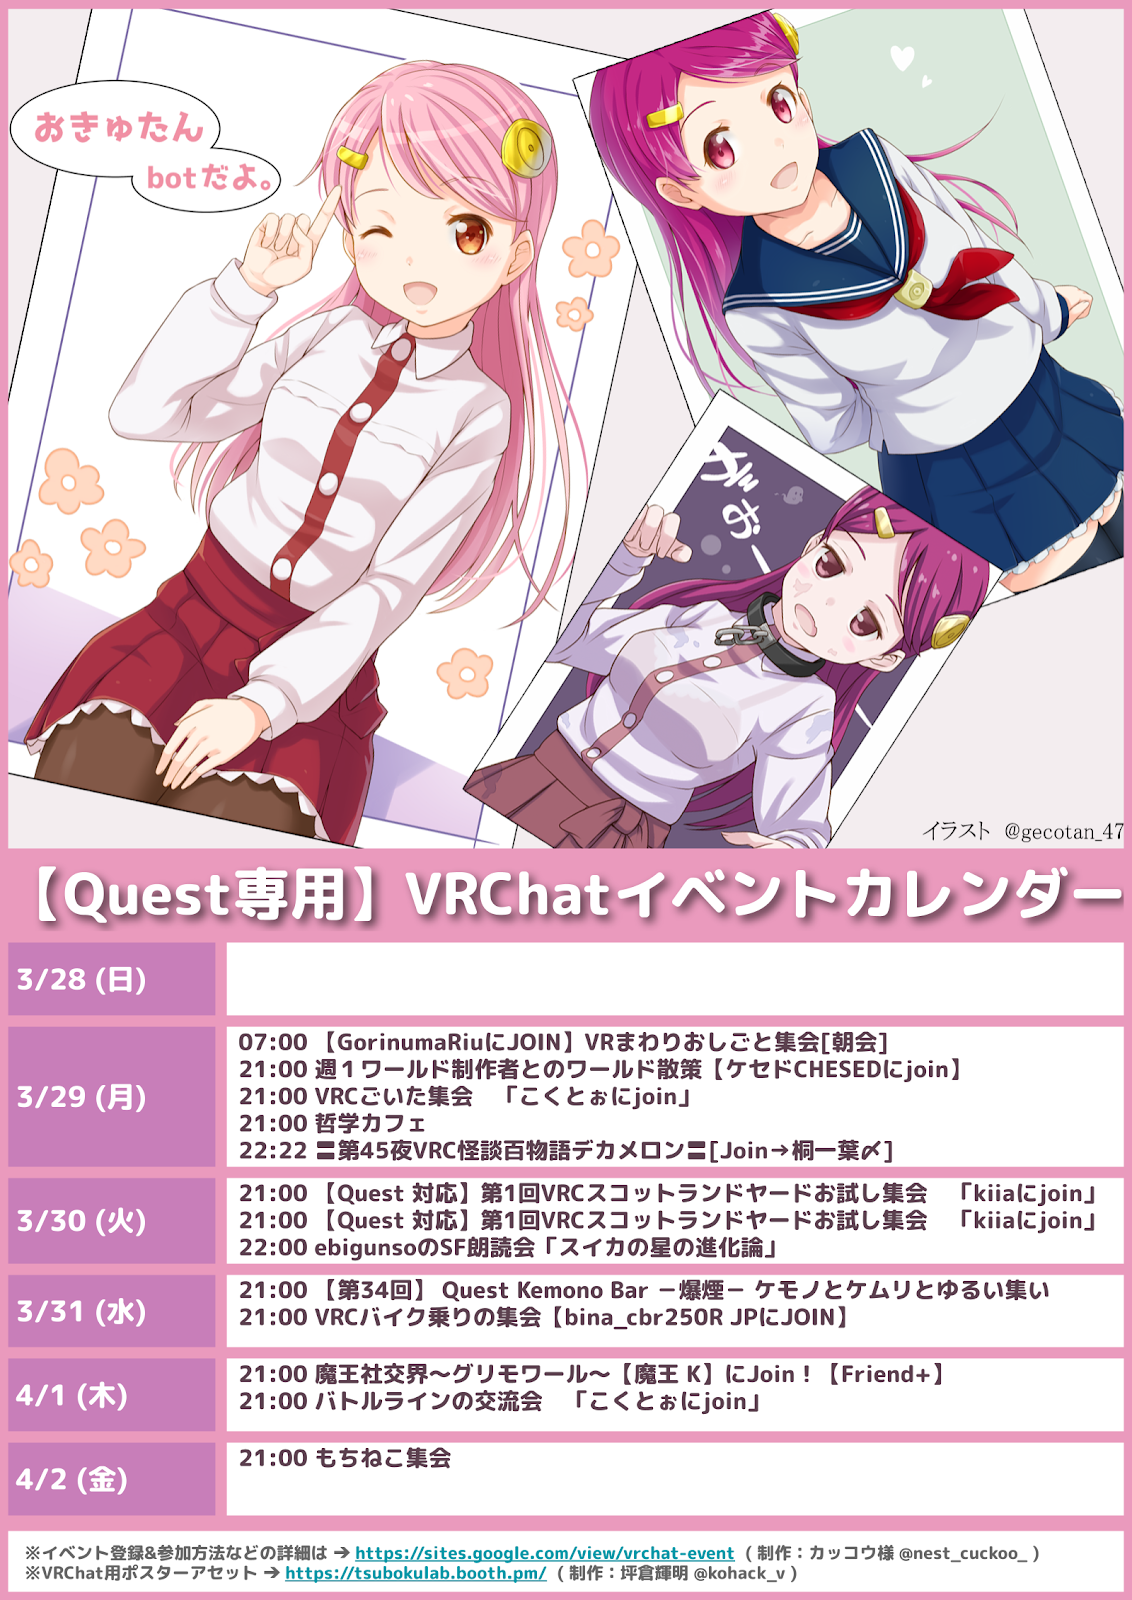 おきゅたん
botだよ。
がおー
イラスト @gecotan_47
【Quest専用】VRChatイベントカレンダー
3/28 (日)
3/29 (月)
07:00 【GorinumaRiuにJOIN】VRまわりおしごと集会[朝会]
21:00 週１ワールド制作者とのワールド散策【ケセドCHESEDにjoin】
21:00 VRCごいた集会　「こくとぉにjoin」
21:00 哲学カフェ
22:22 〓第45夜VRC怪談百物語デカメロン〓[Join→桐一葉〆]
3/30 (火)
21:00 【Quest 対応】第1回VRCスコットランドヤードお試し集会　「kiiaにjoin」
21:00 【Quest 対応】第1回VRCスコットランドヤードお試し集会　「kiiaにjoin」
22:00 ebigunsoのSF朗読会「スイカの星の進化論」
3/31 (水)
21:00 【第34回】 Quest Kemono Bar －爆煙－ ケモノとケムリとゆるい集い
21:00 VRCバイク乗りの集会【bina_cbr250R JPにJOIN】
4/1 (木)
21:00 魔王社交界～グリモワール～【魔王 K】にJoin！【Friend+】
21:00 バトルラインの交流会　「こくとぉにjoin」
4/2 (金)
21:00 もちねこ集会
※イベント登録&参加方法などの詳細は → https://sites.google.com/view/vrchat-event ( 制作：カッコウ様 @nest_cuckoo_ )
※VRChat用ポスターアセット → https://tsubokulab.booth.pm/ ( 制作：坪倉輝明 @kohack_v )